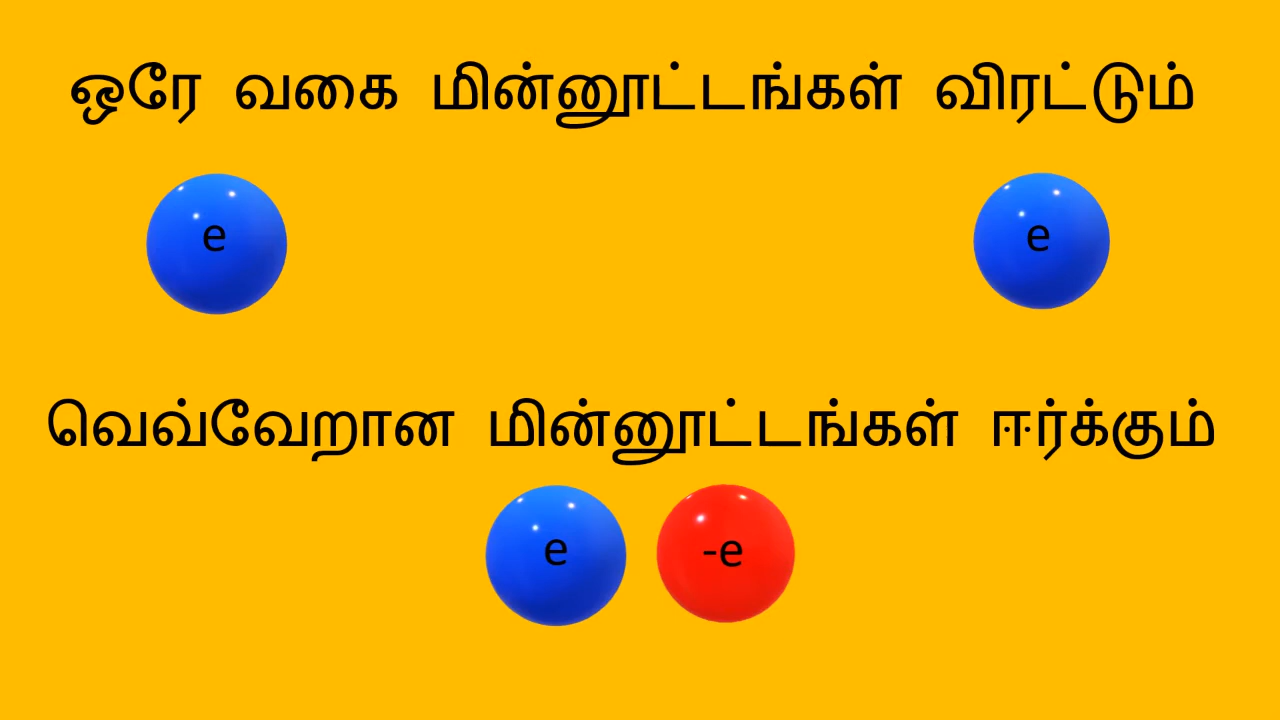 ஒரே வகை மின்னூட்டங்கள் விரட்டும்
e e
வெவ்வேறான மின்னூட்டங்கள் ஈர்க்கும்
e -e